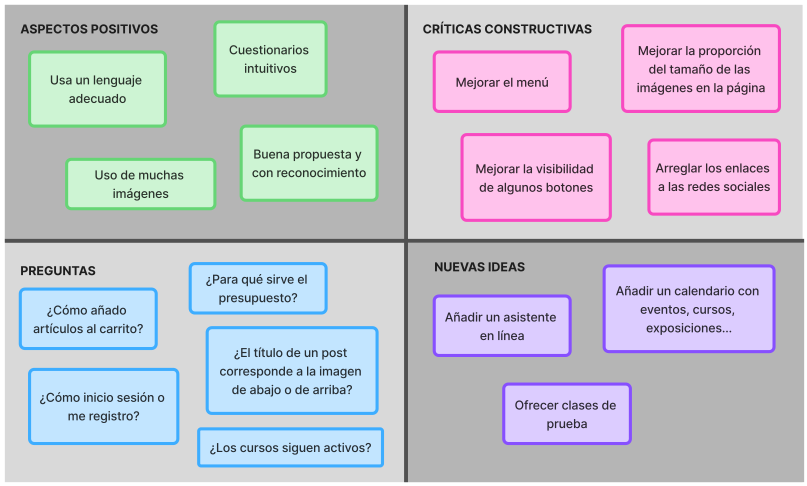 ASPECTOS POSITIVOS
Usa un lenguaje
adecuado
Cuestionarios
intuitivos
Uso de muchas
imágenes
Buena propuesta y
con reconocimiento
CRÍTICAS CONSTRUCTIVAS
Mejorar el menú
Mejorar la proporción
del tamaño de las
imágenes en la página
Mejorar la visibilidad
de algunos botones
Arreglar los enlaces
a las redes sociales
PREGUNTAS
¿Cómo añado
artículos al carrito?
¿Para qué sirve el
presupuesto?
¿El título de un post
corresponde a la imagen
de abajo o de arriba?
¿Cómo inicio sesión o
me registro?
¿Los cursos siguen activos?
NUEVAS IDEAS
Añadir un asistente
en línea
Añadir un calendario con
eventos, cursos,
exposiciones...
Ofrecer clases de
prueba